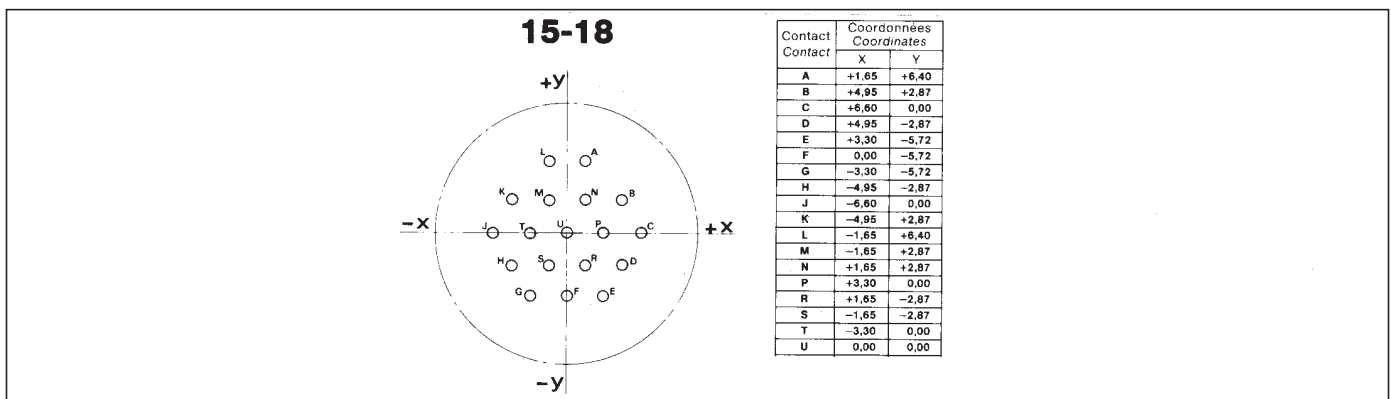 15-18
+y
L A
K M N B
-X J T U P C +X
H S R D
G F E
-y
Contact Coordonnées
Contact Coordinates
X Y
A +1,65 +6,40
B +4,95 +2,87
C +6,60 0,00
D +4,95 −2,87
E +3,30 −5,72
F 0,00 −5,72
G −3,30 −5,72
H −4,95 −2,87
J −6,60 0,00
K −4,95 +2,87
L −1,65 +6,40
M −1,65 +2,87
N +1,65 +2,87
P +3,30 0,00
R +1,65 −2,87
S −1,65 −2,87
T −3,30 0,00
U 0,00 0,00